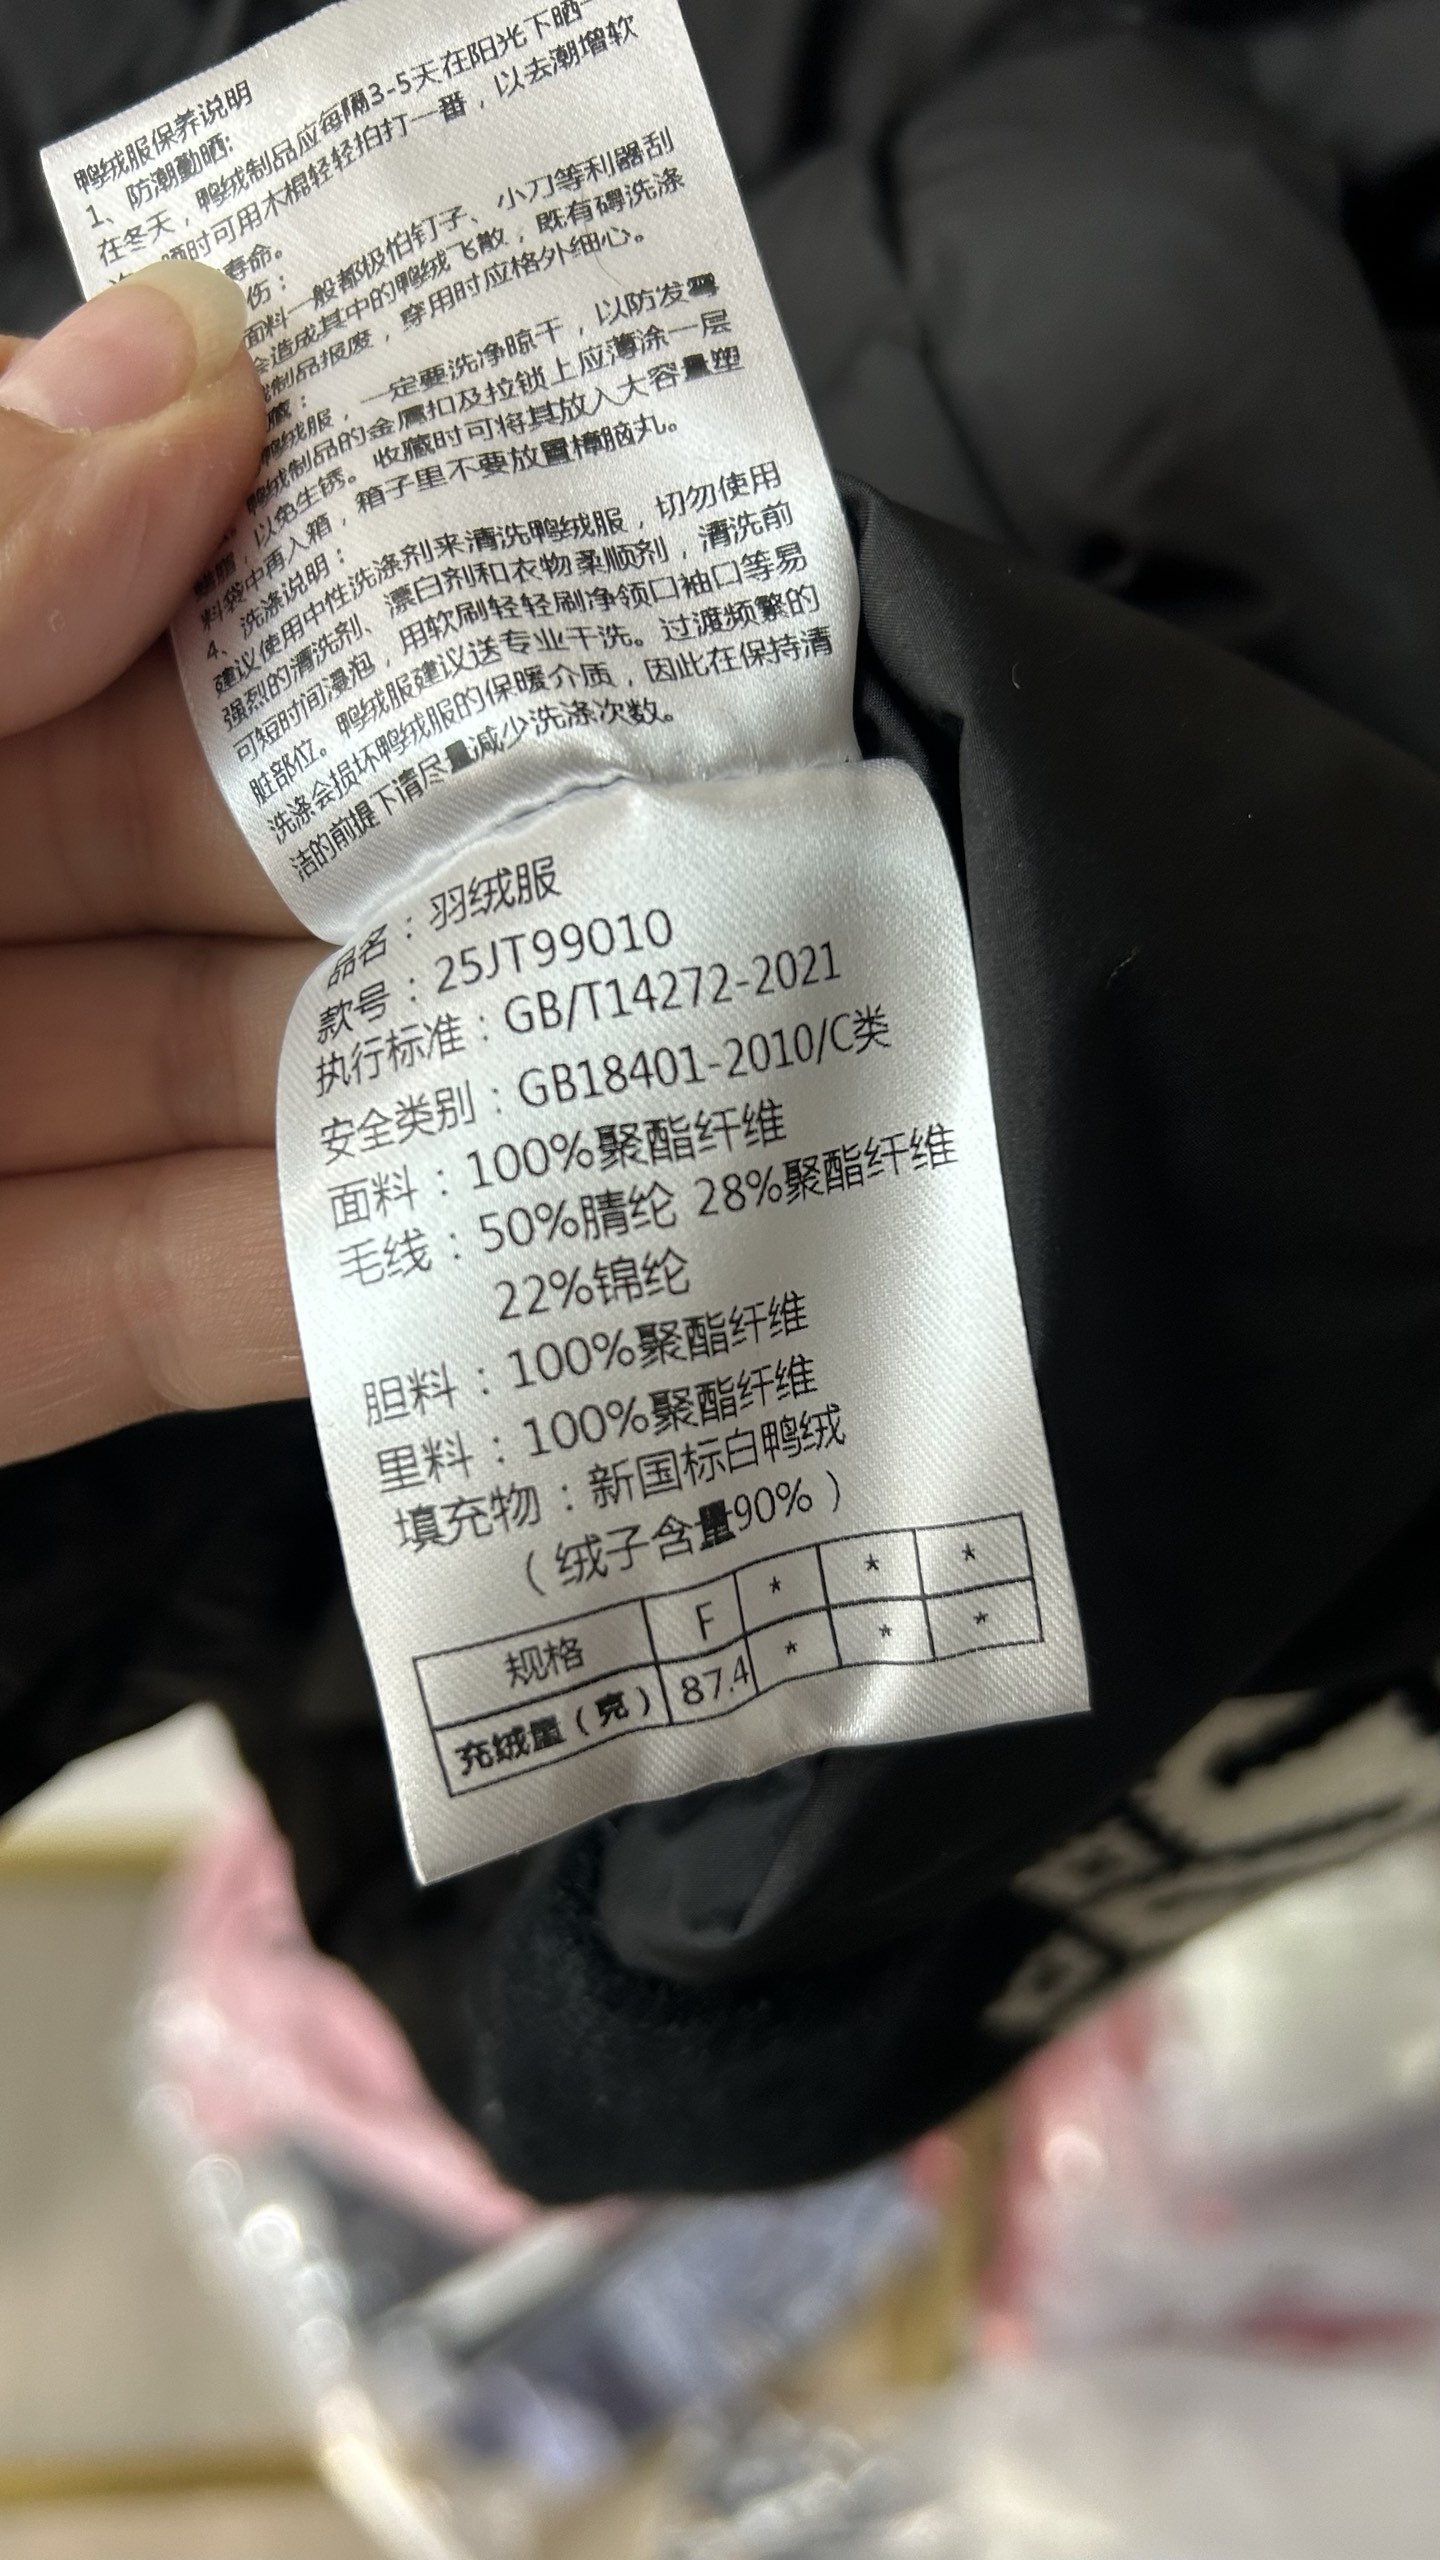 鸭绒服保养说明
1、防潮勤晒:
在冬天，鸭绒制品应每隔3-5天在阳光下晒一
晒时可用木棍轻轻拍打一番，以去潮增软
寿命。
伤：
面料一般都极怕钉子、小刀等利器刮
会造成其中的鸭绒飞散，既有碍洗涤
绒制品报废，穿用时应格外细心。
藏：
鸭绒服，一定要洗净晾干，以防发霉
鸭绒制品的金属扣及拉锁上应薄涂一层
蜡脂，以免生锈。收藏时可将其放入大容量塑
料袋中再入箱，箱子里不要放置樟脑丸。
4、洗涤说明：
建议使用中性洗涤剂来清洗鸭绒服，切勿使用
强烈的清洗剂、漂白剂和衣物柔顺剂，清洗前
可短时间浸泡，用软刷轻轻刷净领口袖口等易
脏部位。鸭绒服建议送专业干洗。过渡频繁的
洗涤会损坏鸭绒服的保暖介质，因此在保持清
洁的前提下请尽量减少洗涤次数。
品名：羽绒服
款号：25JT99010
执行标准：GB/T14272-2021
安全类别：GB18401-2010/C类
面料：100%聚酯纤维
毛线：50%腈纶 28%聚酯纤维
22%锦纶
胆料：100%聚酯纤维
里料：100%聚酯纤维
填充物：新国标白鸭绒
（绒子含量90%）
规格 F * * *
充绒量（克） 87.4 * * *